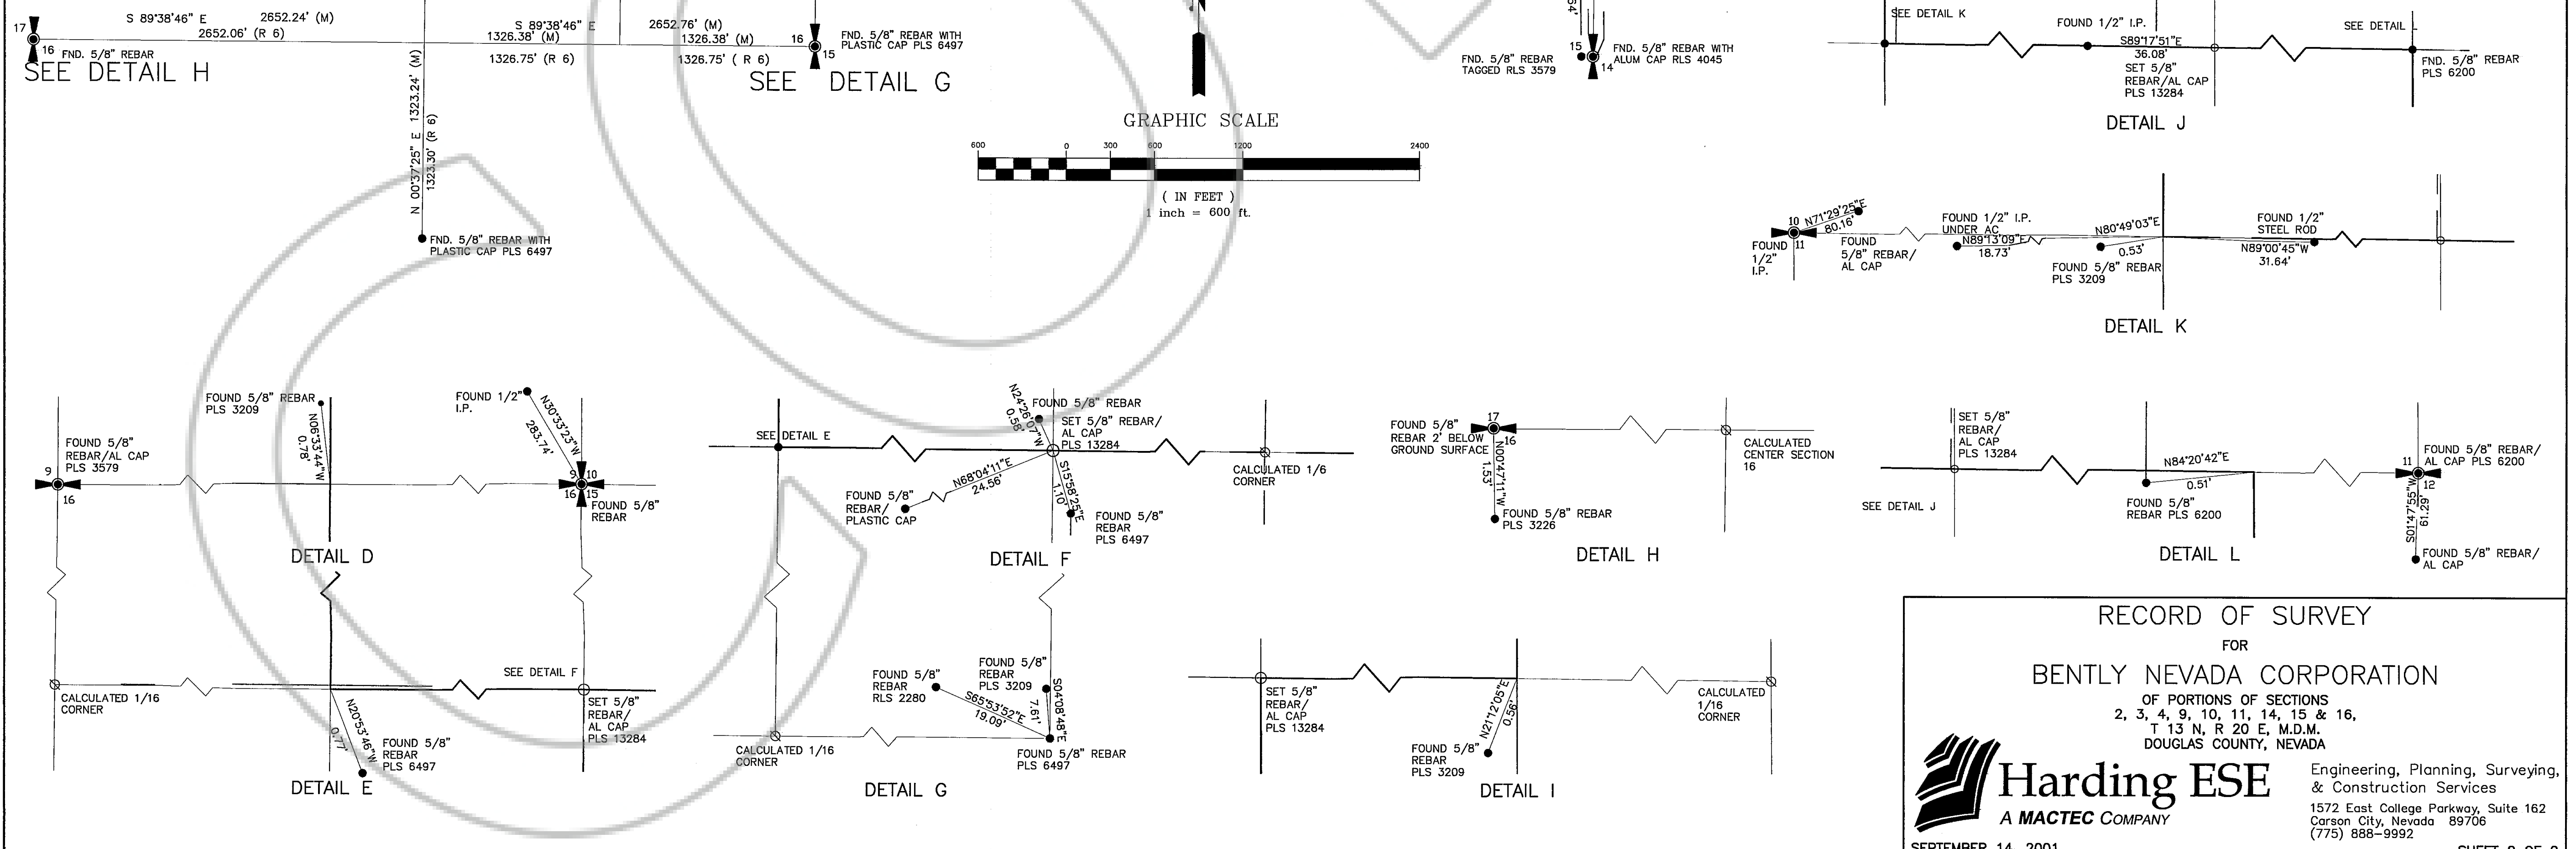 S 89°38'46" E
2652.24' (M)
2652.06' (R 6)
17
16
FND. 5/8" REBAR
SEE DETAIL H
S 89°38'46" E
2652.76' (M)
1326.38' (M)
1326.38' (M)
1326.75' (R 6)
1326.75' ( R 6)
16
15
FND. 5/8" REBAR WITH
PLASTIC CAP PLS 6497
SEE DETAIL G
N 00°37'25" E 1323.24' (M)
1323.30' (R 6)
FND. 5/8" REBAR WITH
PLASTIC CAP PLS 6497
GRAPHIC SCALE
600
0
300
600
1200
2400
( IN FEET )
1 inch = 600 ft.
54'
FND. 5/8" REBAR
TAGGED RLS 3579
15
14
FND. 5/8" REBAR WITH
ALUM CAP RLS 4045
SEE DETAIL K
FOUND 1/2" I.P.
S89°17'51"E
36.08'
SET 5/8"
REBAR/AL CAP
PLS 13284
SEE DETAIL L
FND. 5/8" REBAR
PLS 6200
DETAIL J
10
11
N71°29'25"E
80.16'
FOUND
1/2"
I.P.
FOUND
5/8" REBAR/
AL CAP
FOUND 1/2" I.P.
UNDER AC
N89°13'09"E
18.73'
N80°49'03"E
0.53'
FOUND 5/8" REBAR
PLS 3209
FOUND 1/2"
STEEL ROD
N89°00'45"W
31.64'
DETAIL K
FOUND 5/8"
REBAR/AL CAP
PLS 3579
9
16
FOUND 5/8" REBAR
PLS 3209
N06°33'44"W
0.78'
FOUND 1/2"
I.P.
N30°33'23"W
283.74'
9
10
16
15
FOUND 5/8"
REBAR
DETAIL D
CALCULATED 1/16
CORNER
SEE DETAIL F
SET 5/8"
REBAR/
AL CAP
PLS 13284
N20°53'46"W
0.77'
FOUND 5/8"
REBAR
PLS 6497
DETAIL E
SEE DETAIL E
N24°26'07"W
0.58'
FOUND 5/8" REBAR
SET 5/8" REBAR/
AL CAP
PLS 13284
N68°04'11"E
24.56'
FOUND 5/8"
REBAR/
PLASTIC CAP
S15°58'25"E
1.10'
FOUND 5/8"
REBAR
PLS 6497
CALCULATED 1/6
CORNER
DETAIL F
FOUND 5/8"
REBAR
RLS 2280
FOUND 5/8"
REBAR
PLS 3209
S65°53'52"E
19.09'
S04°08'48"E
7.61'
CALCULATED 1/16
CORNER
FOUND 5/8" REBAR
PLS 6497
DETAIL G
FOUND 5/8"
REBAR 2' BELOW
GROUND SURFACE
17
16
N00°47'11"W
1.53'
FOUND 5/8" REBAR
PLS 3226
CALCULATED
CENTER SECTION
16
DETAIL H
SET 5/8"
REBAR/
AL CAP
PLS 13284
N21°12'05"E
0.56'
FOUND 5/8"
REBAR
PLS 3209
CALCULATED
1/16
CORNER
DETAIL I
SET 5/8"
REBAR/
AL CAP
PLS 13284
SEE DETAIL J
N84°20'42"E
0.51'
FOUND 5/8"
REBAR PLS 6200
11
12
FOUND 5/8" REBAR/
AL CAP PLS 6200
S01°47'55"W
61.29'
FOUND 5/8" REBAR/
AL CAP
DETAIL L
RECORD OF SURVEY
FOR
BENTLY NEVADA CORPORATION
OF PORTIONS OF SECTIONS
2, 3, 4, 9, 10, 11, 14, 15 & 16,
T 13 N, R 20 E, M.D.M.
DOUGLAS COUNTY, NEVADA
Harding ESE
A MACTEC COMPANY
Engineering, Planning, Surveying,
& Construction Services
1572 East College Parkway, Suite 162
Carson City, Nevada 89706
(775) 888-9992
SEPTEMBER 14, 2001